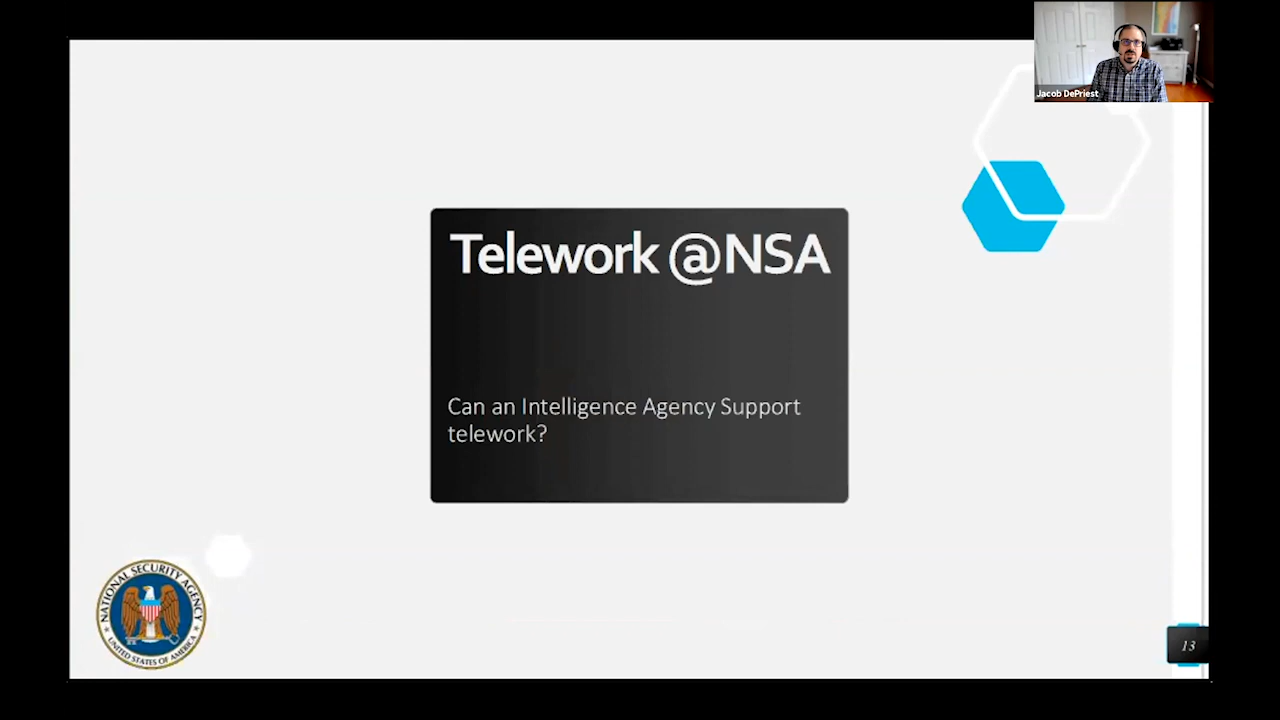 Jacob DePriest
Telework @NSA
Can an Intelligence Agency Support
telework?
NATIONAL SECURITY AGENCY
UNITED STATES OF AMERICA
13